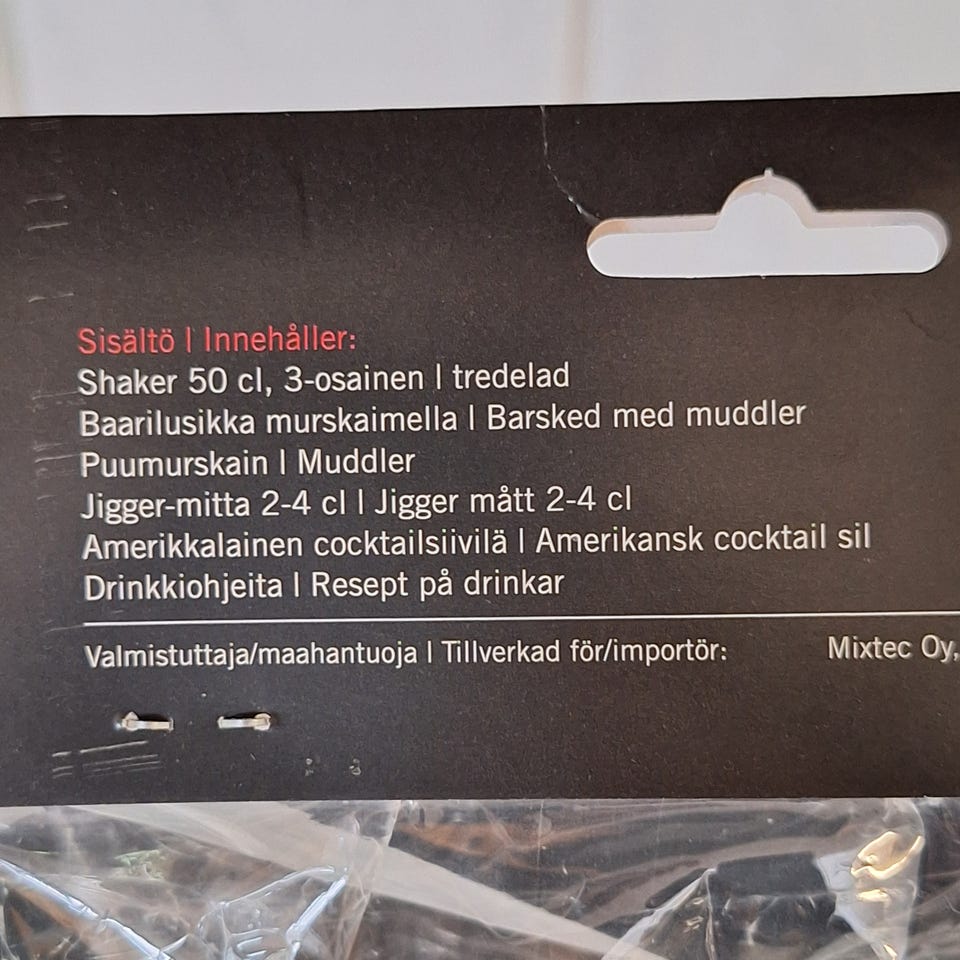 Sisältö | Innehåller:
Shaker 50 cl, 3-osainen | tredelad
Baarilusikka murskaimella | Barsked med muddler
Puumurskain | Muddler
Jigger-mitta 2-4 cl | Jigger mått 2-4 cl
Amerikkalainen cocktailsiivilä | Amerikansk cocktail sil
Drinkkiohjeita | Resept på drinkar
Valmistuttaja/maahantuoja | Tillverkad för/importör: Mixtec Oy,